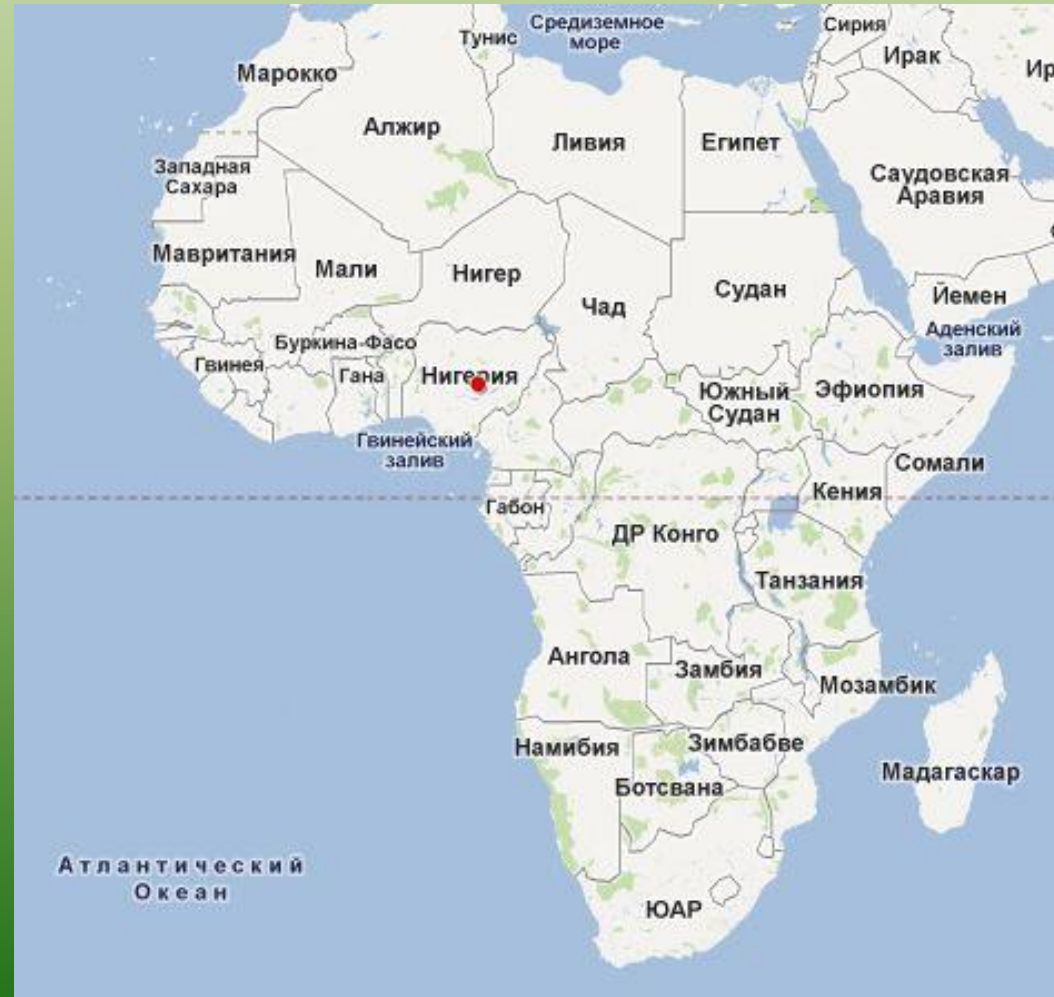 Средиземное
море
Тунис
Сирия
Ирак
Ир
Марокко
Алжир
Ливия
Египет
Западная
Сахара
Саудовская
Аравия
Мавритания
Мали
Нигер
Чад
Судан
Йемен
Аденский
залив
Буркина-Фасо
Гвинея
Гана
Нигерия
Южный
Судан
Эфиопия
Гвинейский
залив
Сомали
Кения
Габон
ДР Конго
Танзания
Ангола
Замбия
Мозамбик
Намибия
Зимбабве
Ботсвана
Мадагаскар
Атлантический
Океан
ЮАР